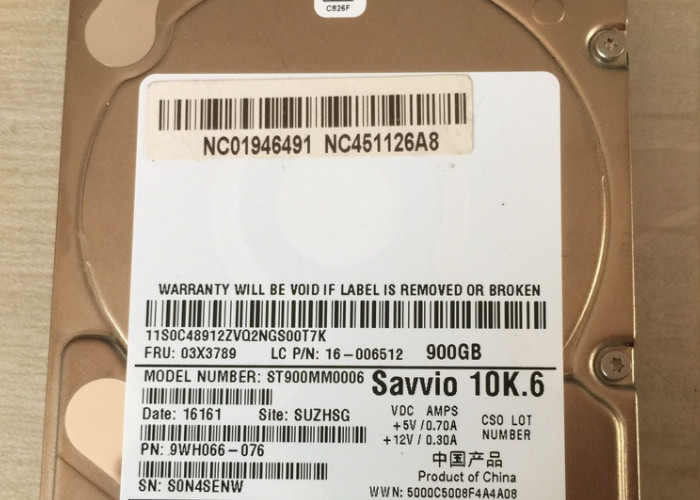 C826F
NC01946491 NC451126A8
WARRANTY WILL BE VOID IF LABEL IS REMOVED OR BROKEN
11S0C48912ZVQ2NGS00T7K
FRU: 03X3789 LC P/N: 16-006512 900GB
MODEL NUMBER: ST900MM0006 Savvio 10K.6
Date: 16161 Site: SUZHSG
VDC AMPS
+5V / 0.70A
+12V / 0.30A
CSO LOT
NUMBER
PN: 9WH066-076
中国产品
Product of China
SN: S0N4SENW
WWN: 5000C5008F4A4A08